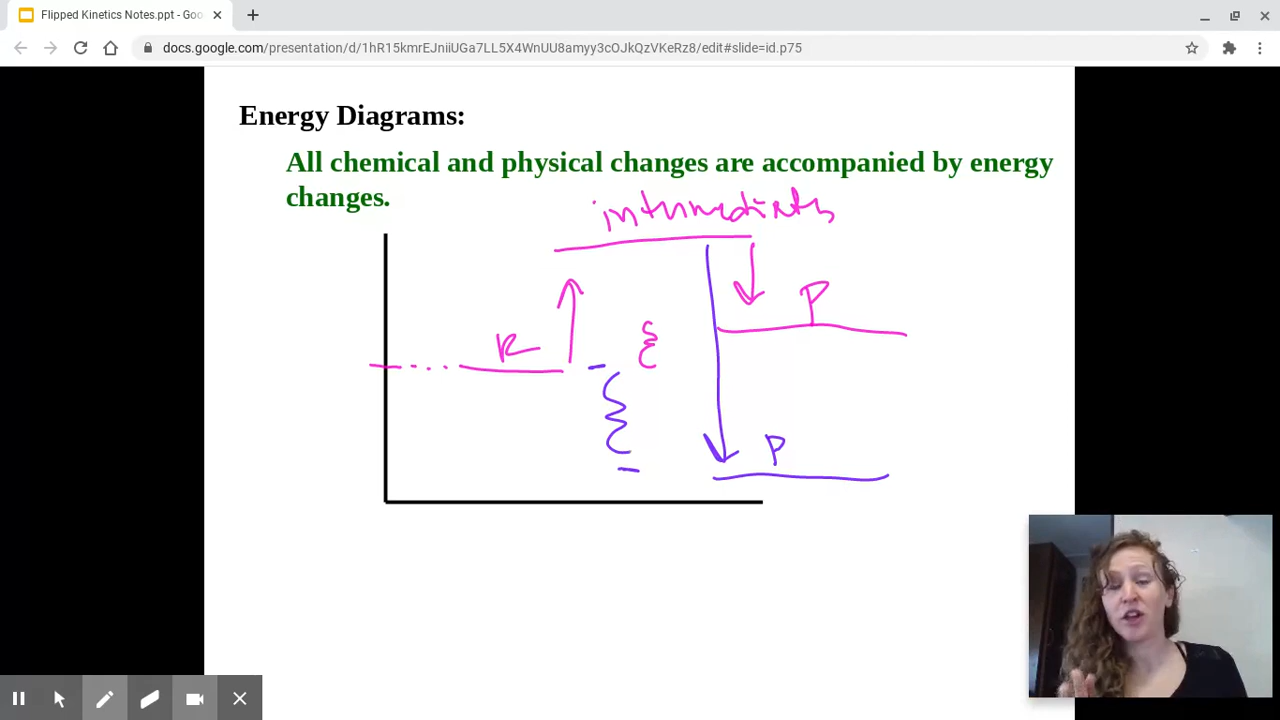 Flipped Kinetics Notes.ppt - Goo
docs.google.com/presentation/d/1hR15kmrEJniiUGa7LL5X4WnUU8amyy3cOJkQzVKeRz8/edit#slide=id.p75
Energy Diagrams:
All chemical and physical changes are accompanied by energy
changes.
intermediates
P
R
P